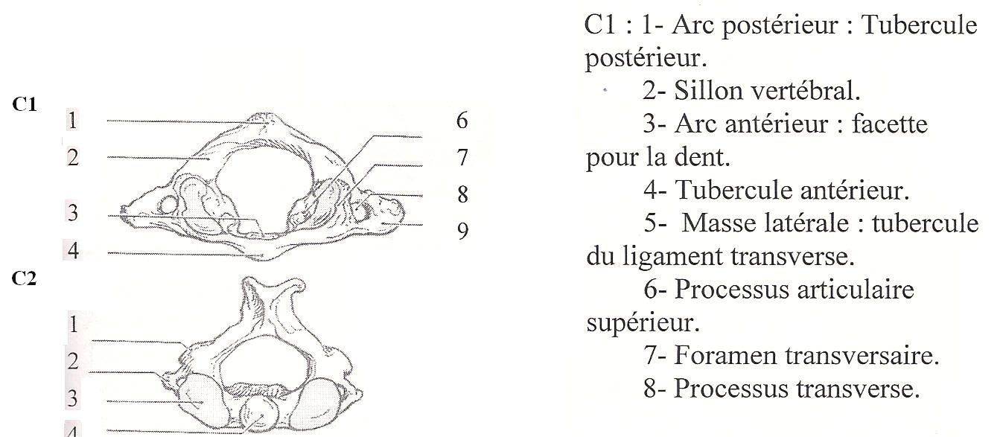 C1
1
2
3
4
6
7
8
9
C2
1
2
3
4
C1 : 1- Arc postérieur : Tubercule
postérieur.
2- Sillon vertébral.
3- Arc antérieur : facette
pour la dent.
4- Tubercule antérieur.
5- Masse latérale : tubercule
du ligament transverse.
6- Processus articulaire
supérieur.
7- Foramen transversaire.
8- Processus transverse.